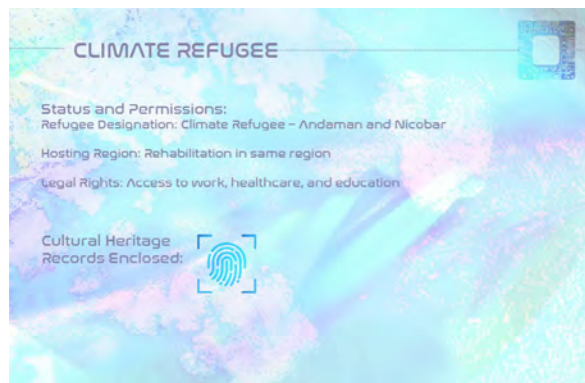 CLIMATE REFUGEE
Status and Permissions:
Refugee Designation: Climate Refugee – Andaman and Nicobar
Hosting Region: Rehabilitation in same region
Legal Rights: Access to work, healthcare, and education
Cultural Heritage
Records Enclosed: